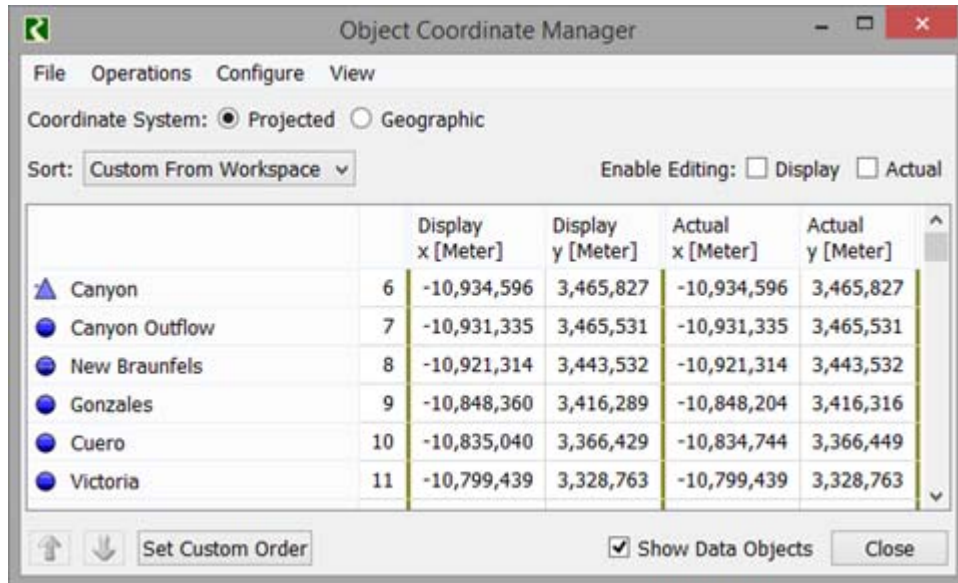 Object Coordinate Manager
File Operations Configure View
Coordinate System: Projected Geographic
Sort: Custom From Workspace Enable Editing: Display Actual
Display Display Actual Actual
x [Meter] y [Meter] x [Meter] y [Meter]
Canyon 6 -10,934,596 3,465,827 -10,934,596 3,465,827
Canyon Outflow 7 -10,931,335 3,465,531 -10,931,335 3,465,531
New Braunfels 8 -10,921,314 3,443,532 -10,921,314 3,443,532
Gonzales 9 -10,848,360 3,416,289 -10,848,204 3,416,316
Cuero 10 -10,835,040 3,366,429 -10,834,744 3,366,449
Victoria 11 -10,799,439 3,328,763 -10,799,439 3,328,763
Set Custom Order Show Data Objects Close